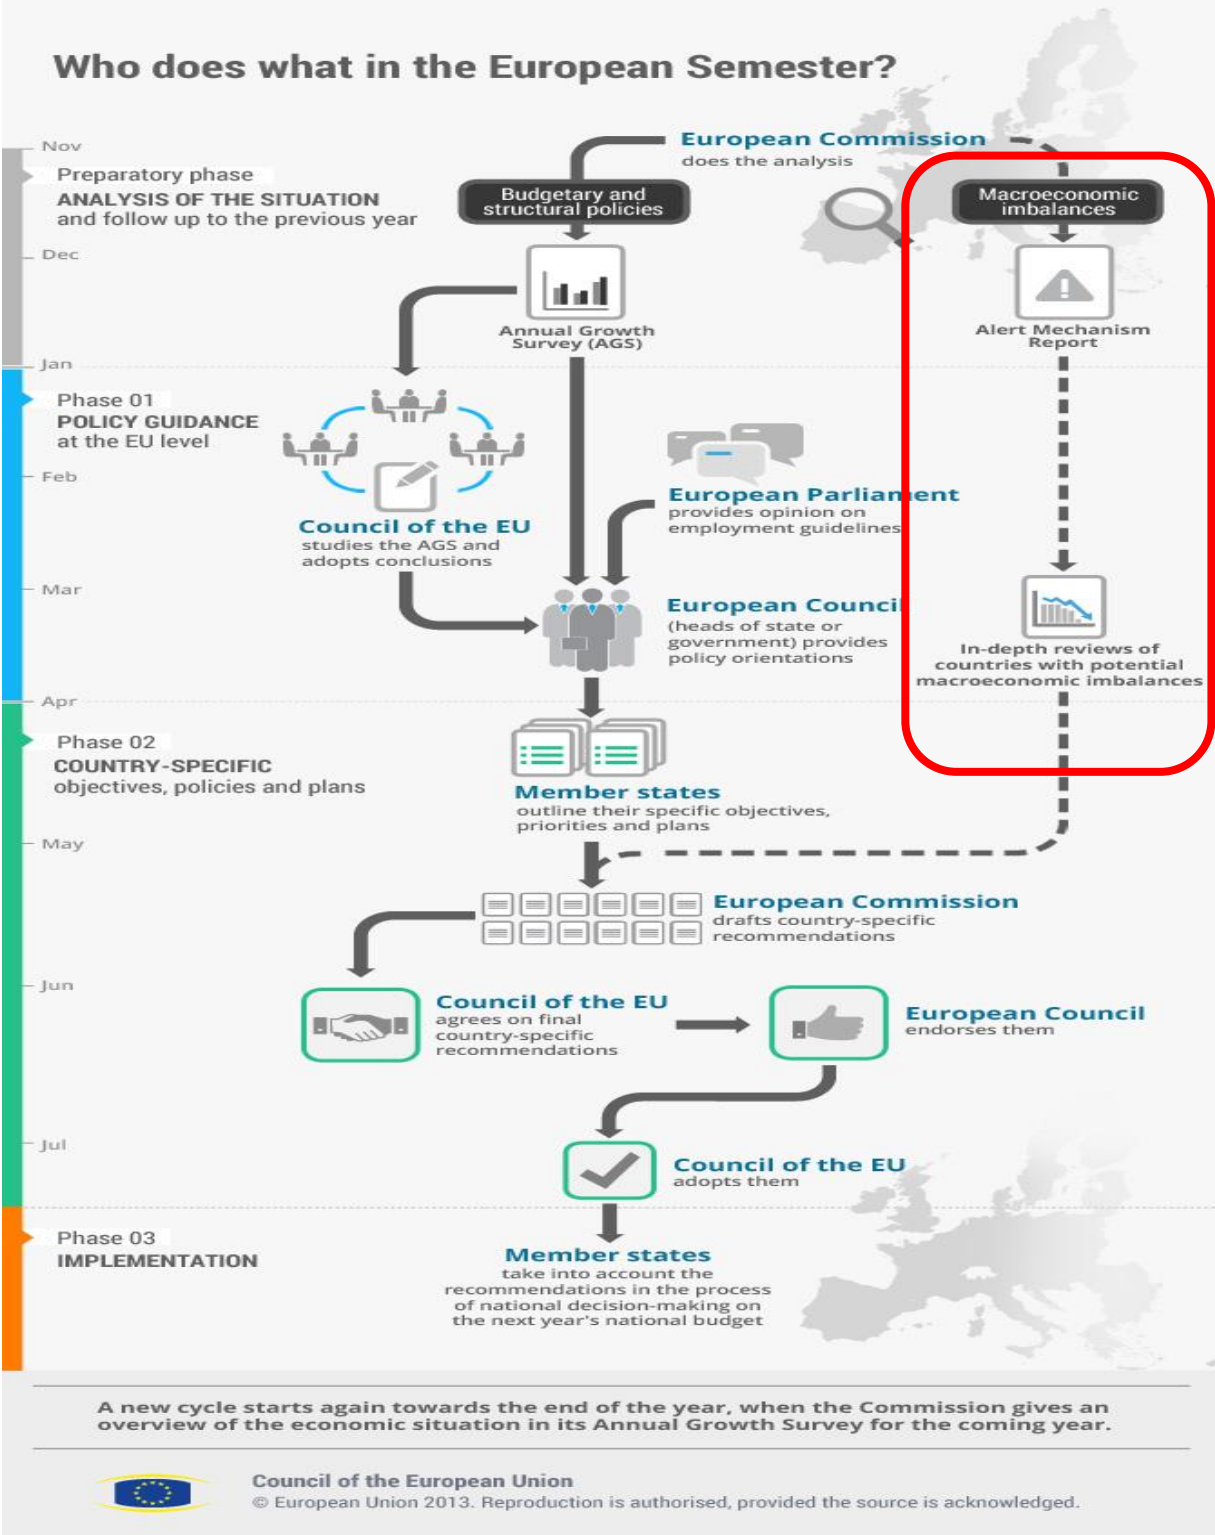 Who does what in the European Semester?
Nov
European Commission
does the analysis
Preparatory phase
ANALYSIS OF THE SITUATION
and follow up to the previous year
Budgetary and
structural policies
Macroeconomic
imbalances
Dec
Annual Growth
Survey (AGS)
Alert Mechanism
Report
Jan
Phase 01
POLICY GUIDANCE
at the EU level
Feb
European Parliament
provides opinion on
employment guidelines
Council of the EU
studies the AGS and
adopts conclusions
Mar
European Council
(heads of state or
government) provides
policy orientations
In-depth reviews of
countries with potential
macroeconomic imbalances
Apr
Phase 02
COUNTRY-SPECIFIC
objectives, policies and plans
Member states
outline their specific objectives,
priorities and plans
May
European Commission
drafts country-specific
recommendations
Jun
Council of the EU
agrees on final
country-specific
recommendations
European Council
endorses them
Jul
Council of the EU
adopts them
Phase 03
IMPLEMENTATION
Member states
take into account the
recommendations in the process
of national decision-making on
the next year's national budget
A new cycle starts again towards the end of the year, when the Commission gives an
overview of the economic situation in its Annual Growth Survey for the coming year.
Council of the European Union
© European Union 2013. Reproduction is authorised, provided the source is acknowledged.